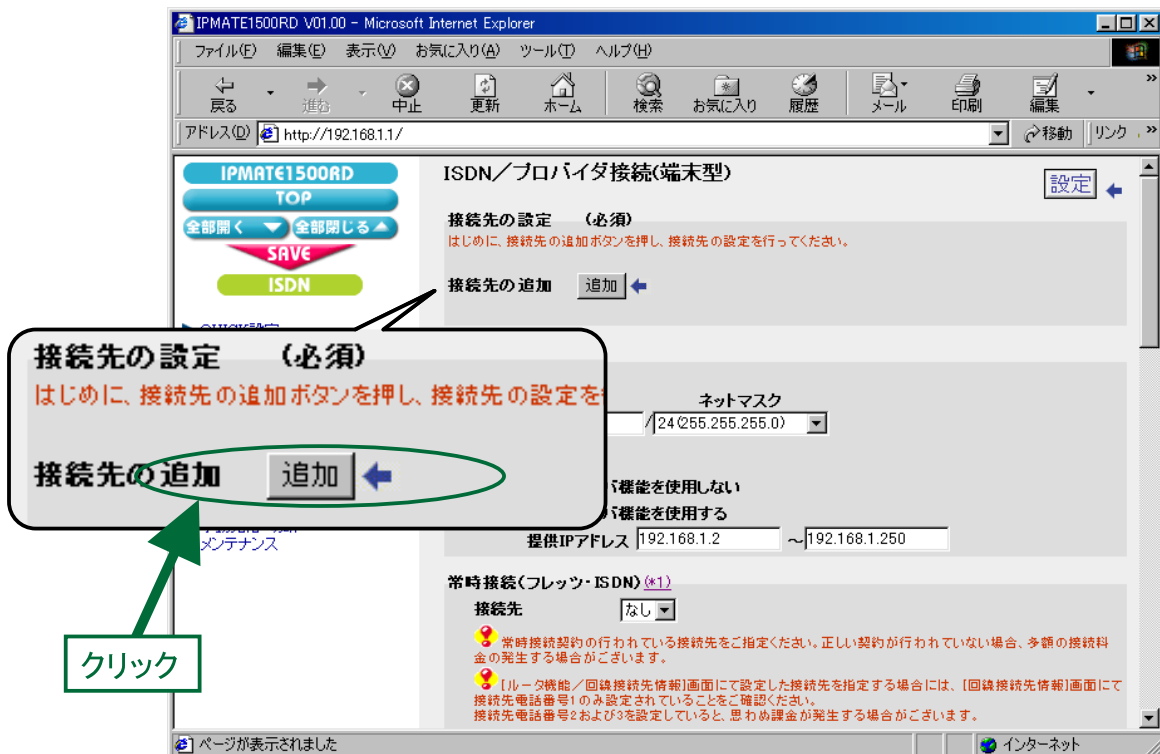 IPMATE1500RD V01.00 - Microsoft Internet Explorer
ファイル(F) 編集(E) 表示(V) お気に入り(A) ツール(T) ヘルプ(H)
戻る 進む 中止 更新 ホーム 検索 お気に入り 履歴 メール 印刷 編集 »
アドレス(D) http://192.168.1.1/ 移動 リンク »
IPMATE1500RD
TOP
全部開く 全部閉じる
SAVE
ISDN
ISDN/プロバイダ接続(端末型)
設定
接続先の設定 (必須)
はじめに、接続先の追加ボタンを押し、接続先の設定を行ってください。
接続先の追加 追加
接続先の設定 (必須)
はじめに、接続先の追加ボタンを押し、接続先の設定を
接続先の追加 追加
クリック
メンテナンス
ネットマスク
/ 24(255.255.255.0)
バ機能を使用しない
バ機能を使用する
提供IPアドレス 192.168.1.2 ～ 192.168.1.250
常時接続(フレッツ・ISDN) (*1)
接続先 なし
常時接続契約の行われている接続先をご指定ください。正しい契約が行われていない場合、多額の接続料
金の発生する場合がございます。
[ルータ機能/回線接続先情報]画面にて設定した接続先を指定する場合には、[回線接続先情報]画面にて
接続先電話番号1のみ設定されていることをご確認ください。
接続先電話番号2および3を設定していると、思わぬ課金が発生する場合がございます。
ページが表示されました インターネット